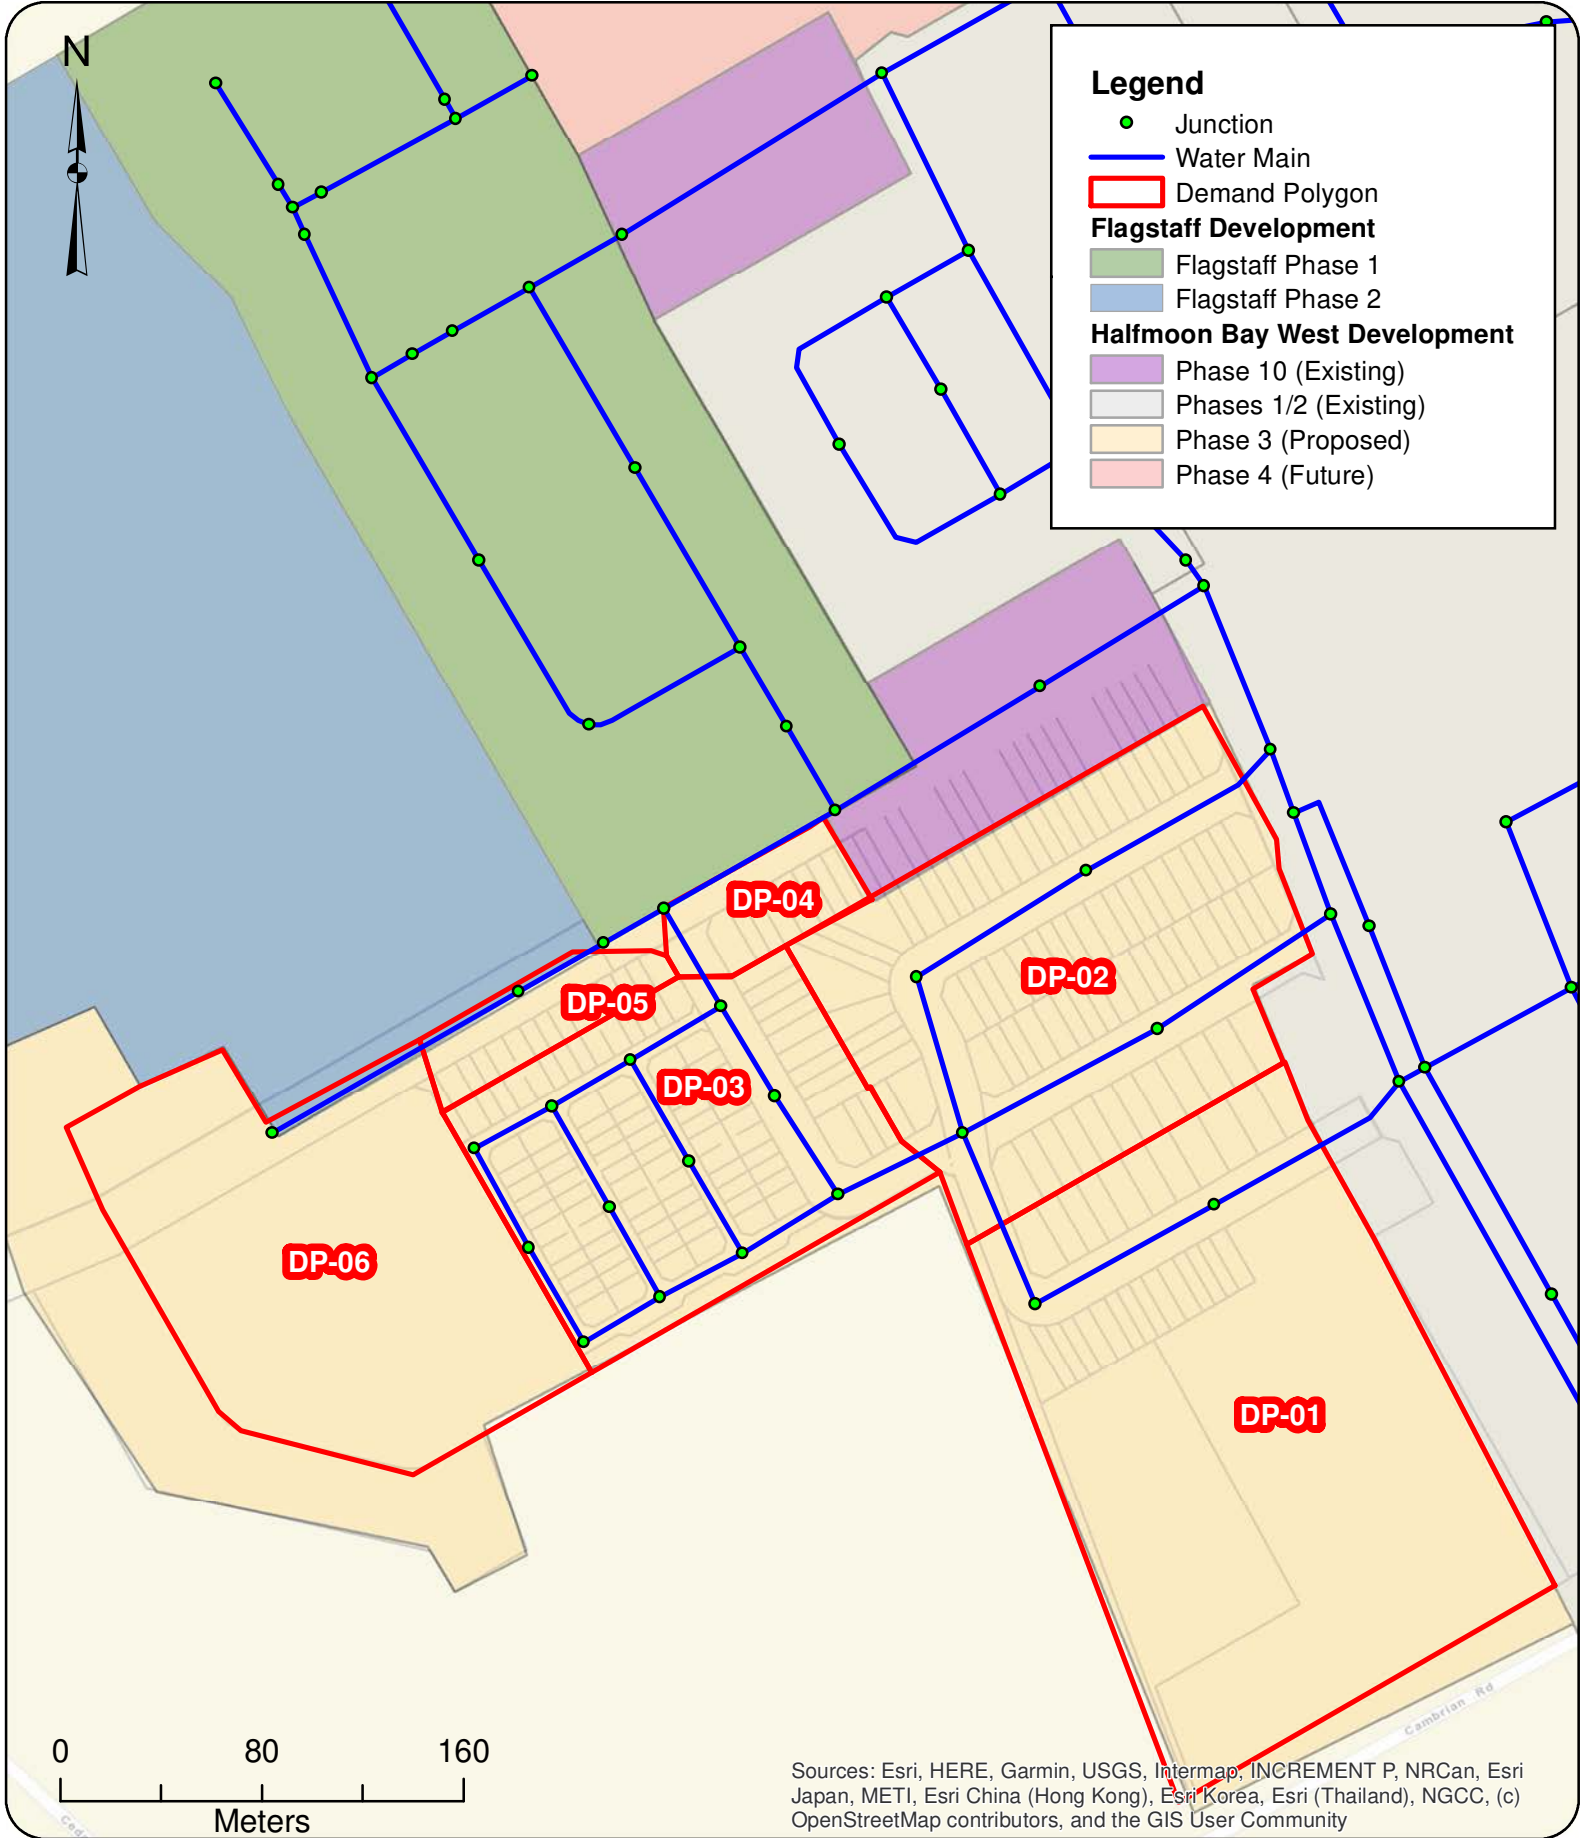 N
Legend
Junction
Water Main
Demand Polygon
Flagstaff Development
Flagstaff Phase 1
Flagstaff Phase 2
Halfmoon Bay West Development
Phase 10 (Existing)
Phases 1/2 (Existing)
Phase 3 (Proposed)
Phase 4 (Future)
DP-04
DP-02
DP-05
DP-03
DP-06
DP-01
Cambrian Rd
0 80 160
Meters
Sources: Esri, HERE, Garmin, USGS, Intermap, INCREMENT P, NRCan, Esri
Japan, METI, Esri China (Hong Kong), Esri Korea, Esri (Thailand), NGCC, (c)
OpenStreetMap contributors, and the GIS User Community